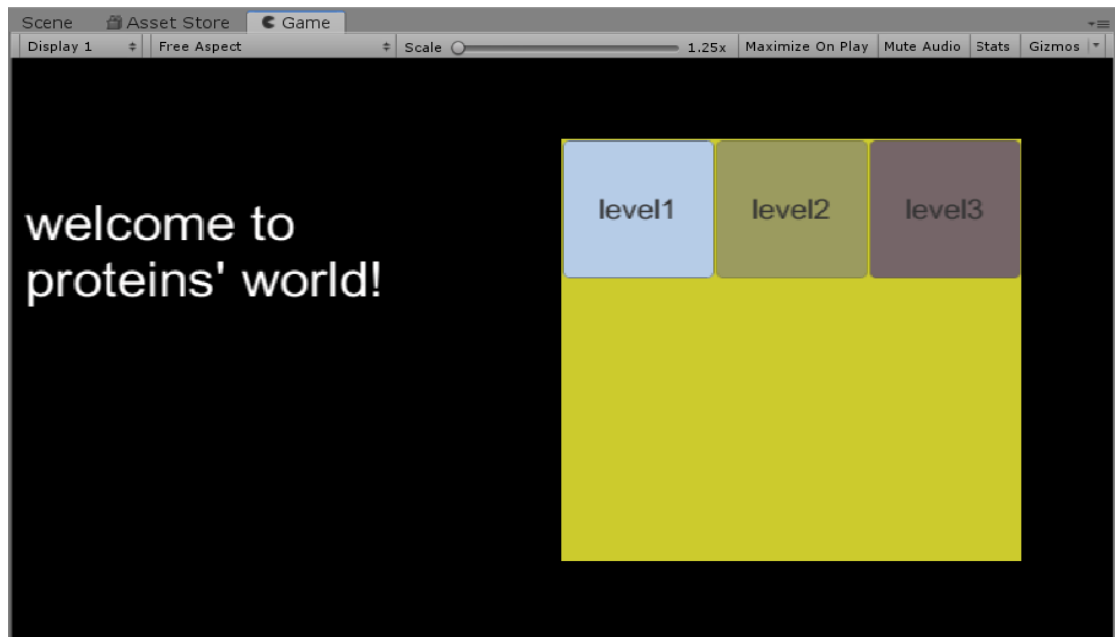 Scene Asset Store Game
Display 1 Free Aspect Scale 1.25x Maximize On Play Mute Audio Stats Gizmos
welcome to
proteins' world!
level1 level2 level3